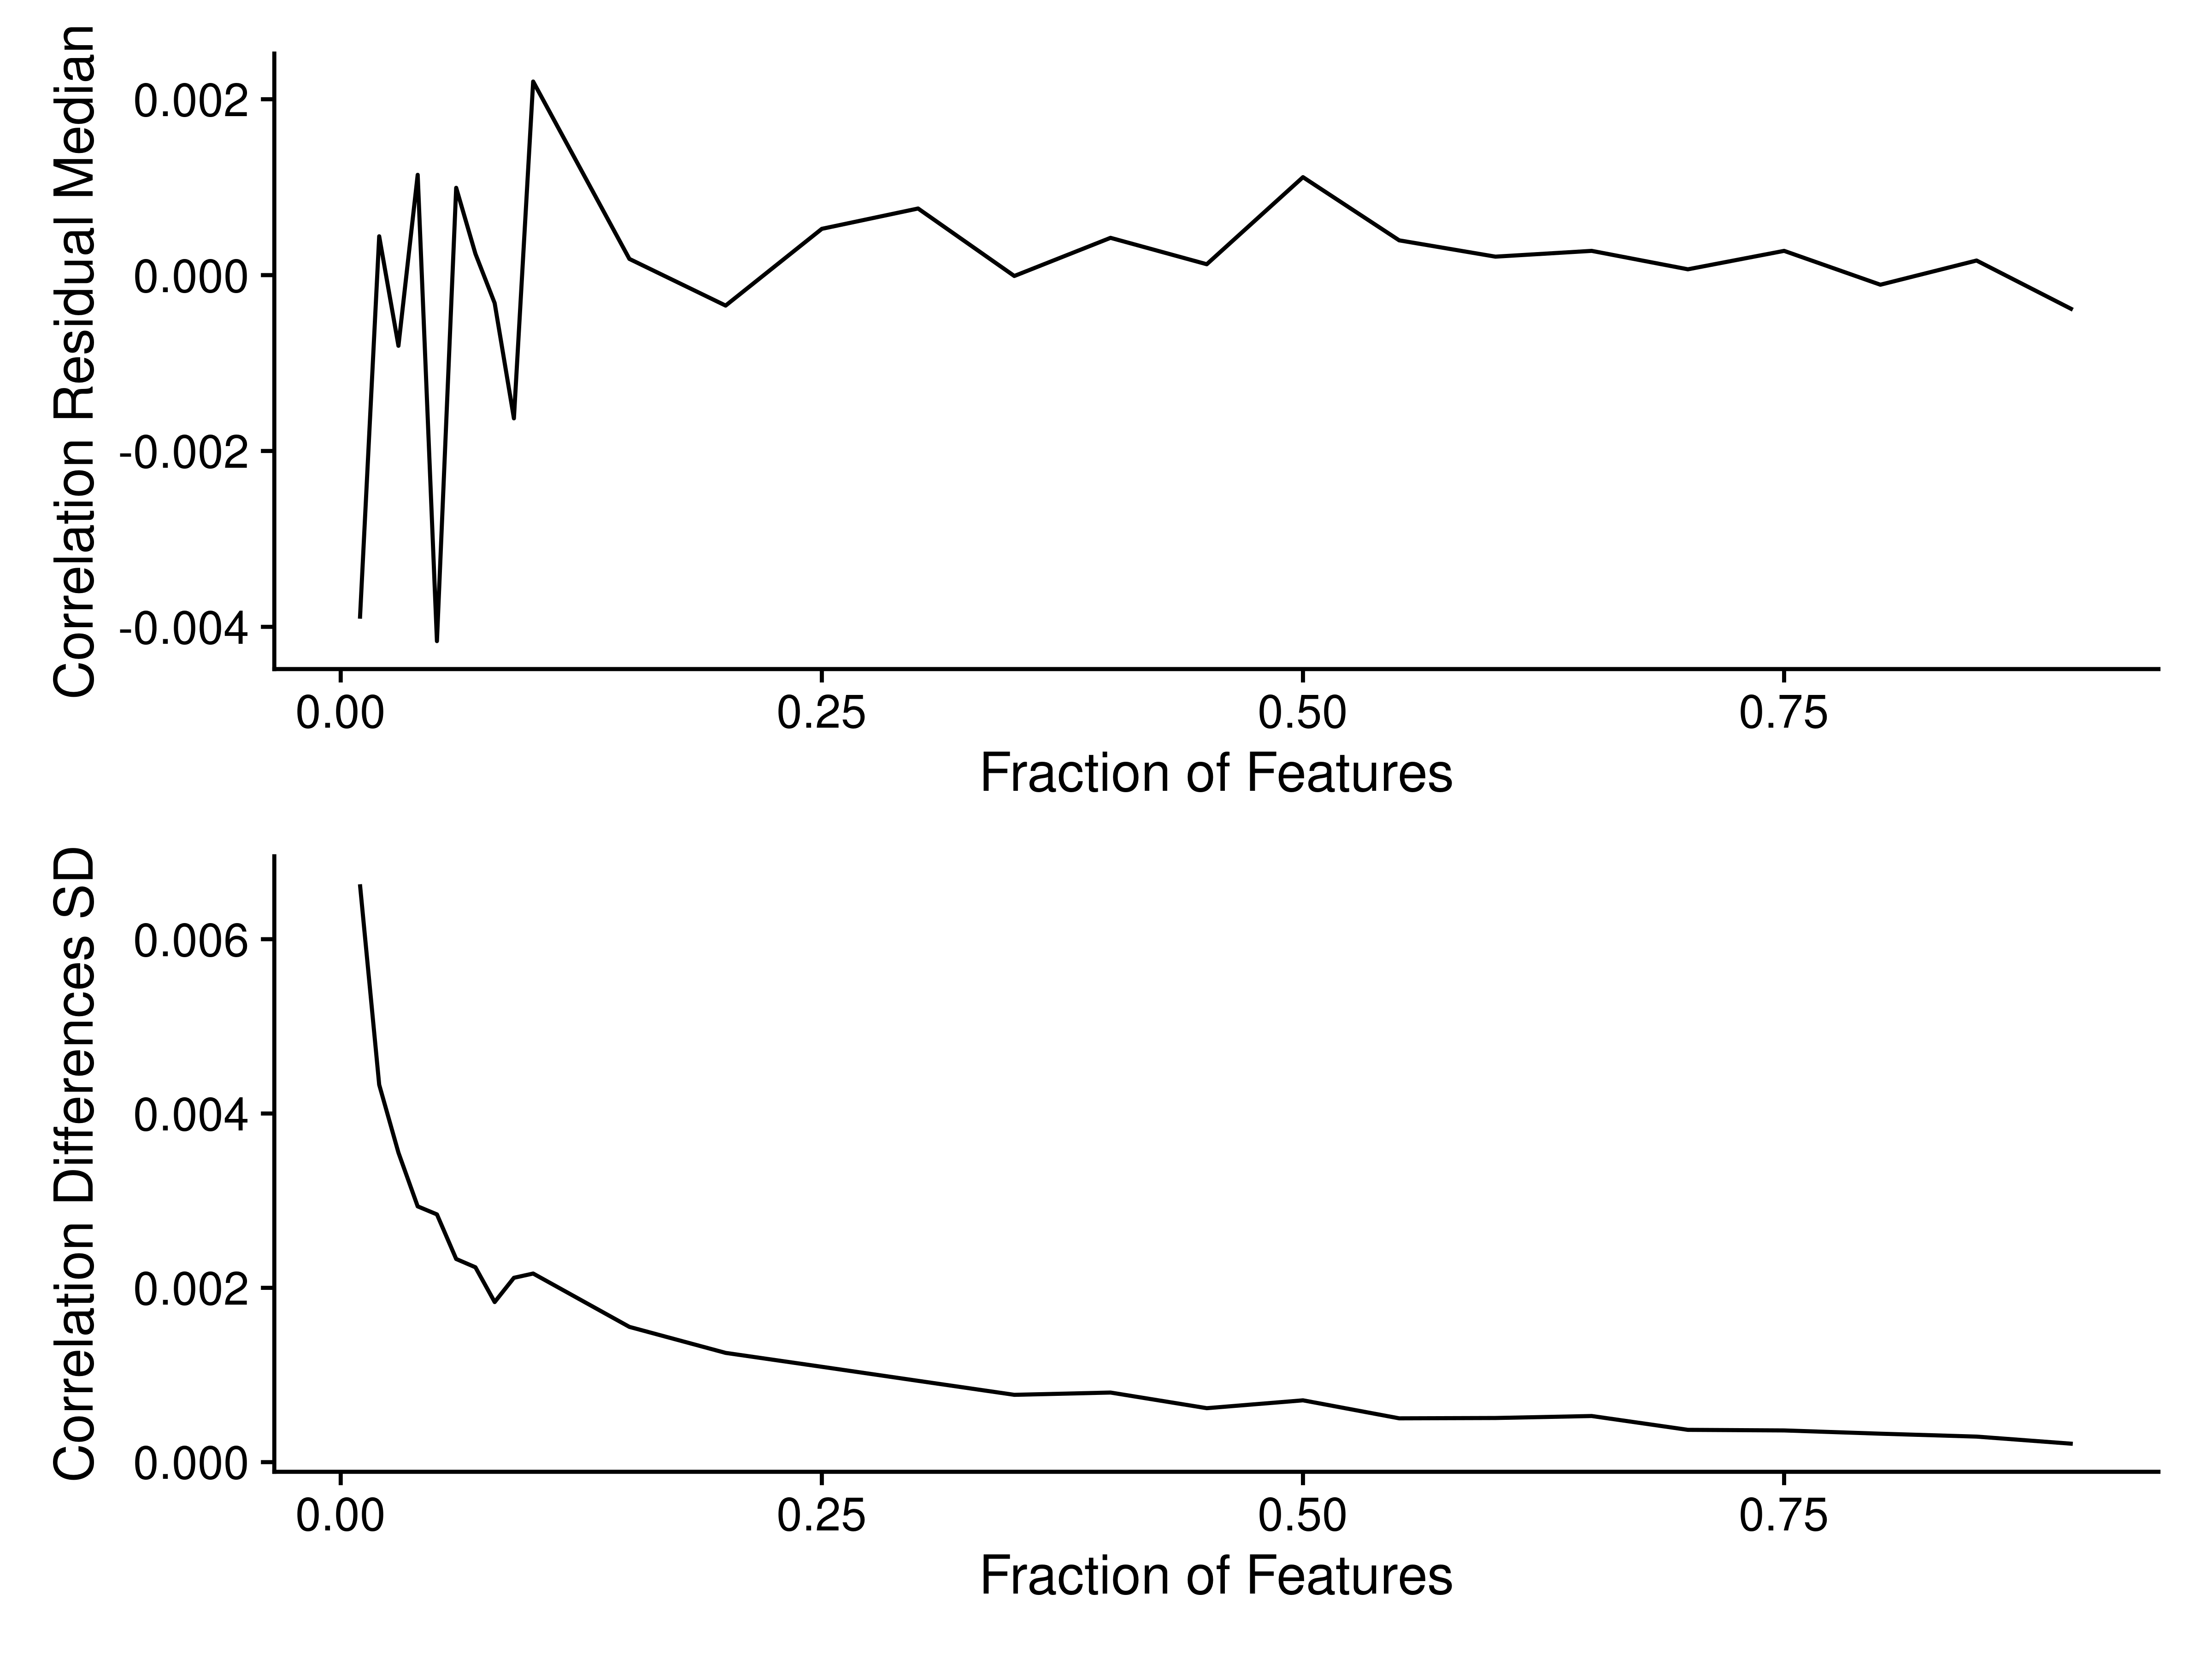 Correlation Residual Median
0.002
0.000
-0.002
-0.004
0.00 0.25 0.50 0.75
Fraction of Features
Correlation Differences SD
0.006
0.004
0.002
0.000
0.00 0.25 0.50 0.75
Fraction of Features